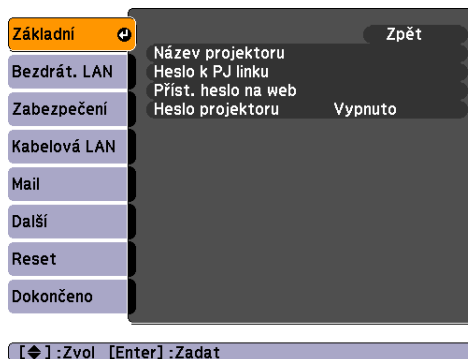 Základní
Bezdrát. LAN
Zabezpečení
Kabelová LAN
Mail
Další
Reset
Dokončeno
Zpět
Název projektoru
Heslo k PJ linku
Příst. heslo na web
Heslo projektoru Vypnuto
[◆] :Zvol [Enter] :Zadat